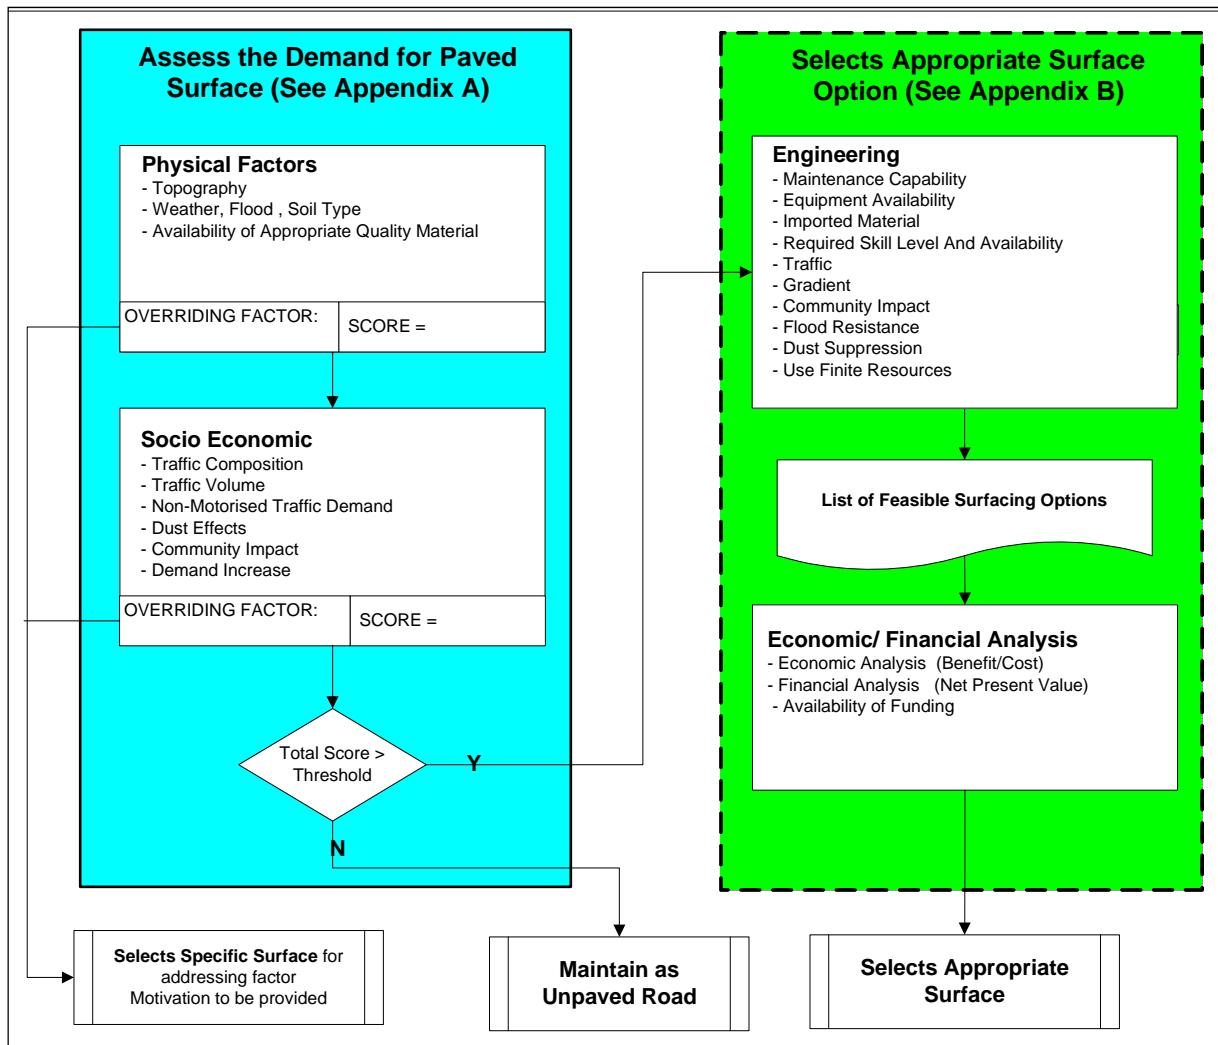 Assess the Demand for Paved
Surface (See Appendix A)
Physical Factors
- Topography
- Weather, Flood , Soil Type
- Availability of Appropriate Quality Material
OVERRIDING FACTOR:
SCORE =
Socio Economic
- Traffic Composition
- Traffic Volume
- Non-Motorised Traffic Demand
- Dust Effects
- Community Impact
- Demand Increase
OVERRIDING FACTOR:
SCORE =
Total Score >
Threshold
Y
N
Selects Appropriate Surface
Option (See Appendix B)
Engineering
- Maintenance Capability
- Equipment Availability
- Imported Material
- Required Skill Level And Availability
- Traffic
- Gradient
- Community Impact
- Flood Resistance
- Dust Suppression
- Use Finite Resources
List of Feasible Surfacing Options
Economic/ Financial Analysis
- Economic Analysis (Benefit/Cost)
- Financial Analysis (Net Present Value)
- Availability of Funding
Selects Specific Surface for
addressing factor
Motivation to be provided
Maintain as
Unpaved Road
Selects Appropriate
Surface